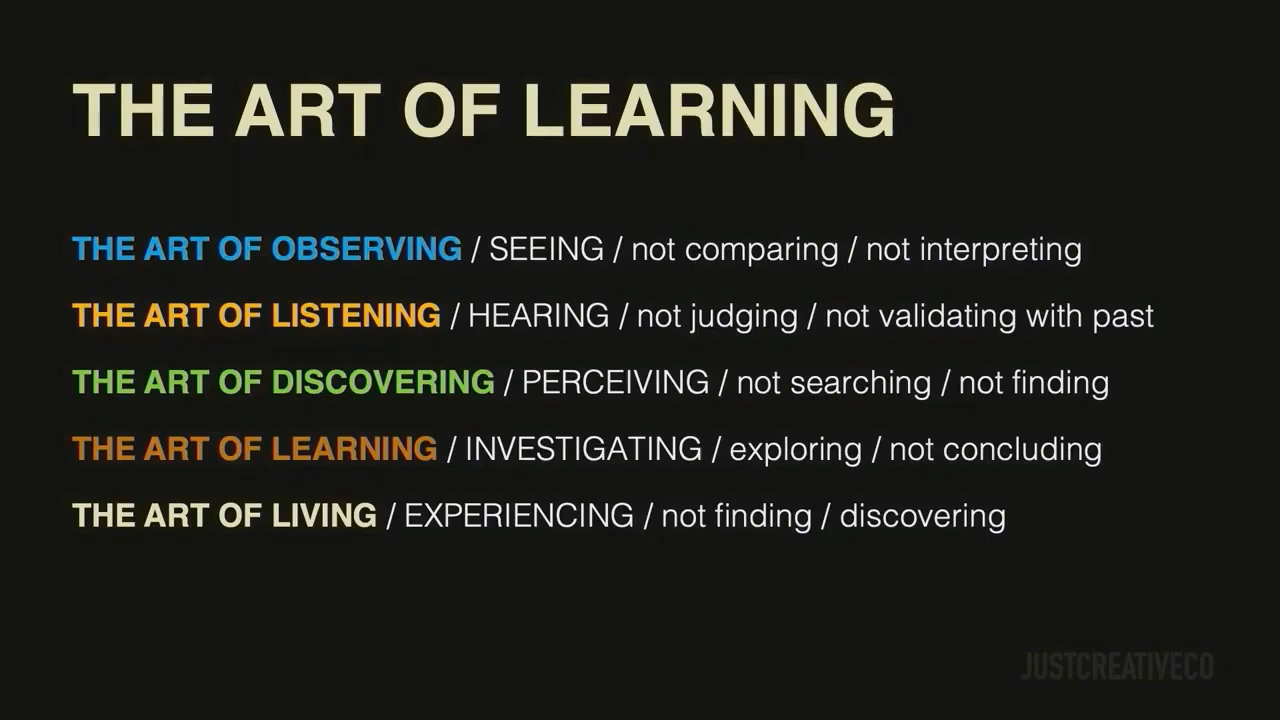 THE ART OF LEARNING
THE ART OF OBSERVING / SEEING / not comparing / not interpreting
THE ART OF LISTENING / HEARING / not judging / not validating with past
THE ART OF DISCOVERING / PERCEIVING / not searching / not finding
THE ART OF LEARNING / INVESTIGATING / exploring / not concluding
THE ART OF LIVING / EXPERIENCING / not finding / discovering
JUSTCREATIVECO